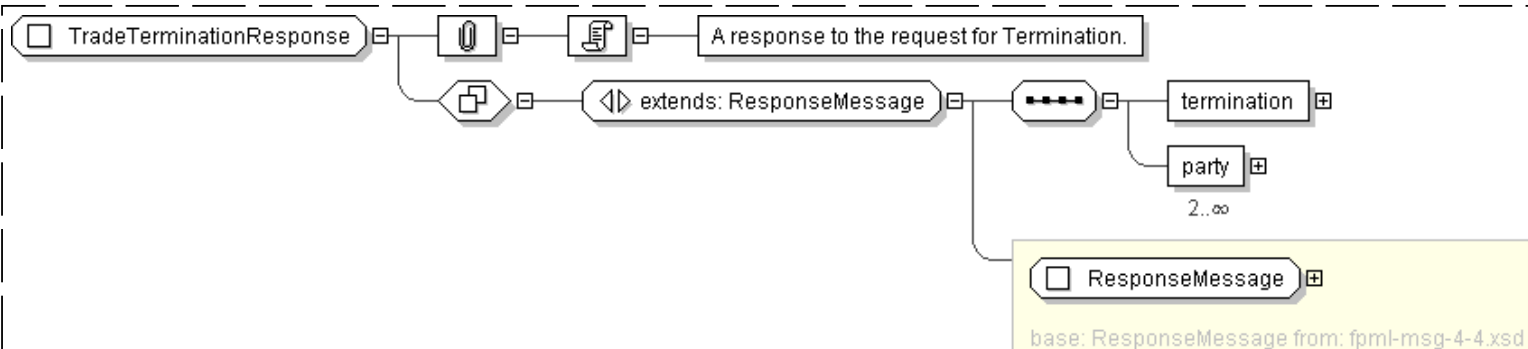 TradeTerminationResponse
A response to the request for Termination.
extends: ResponseMessage
termination
party
2..∞
ResponseMessage
base: ResponseMessage from: fpml-msg-4-4.xsd